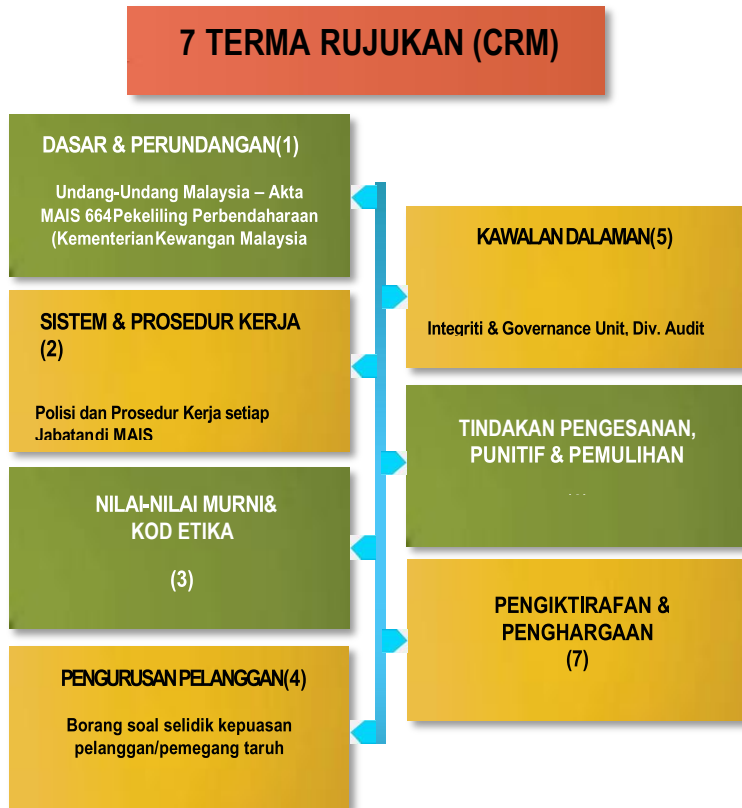 7 TERMA RUJUKAN (CRM)
DASAR & PERUNDANGAN(1)
Undang-Undang Malaysia – Akta
MAIS 664Pekeliling Perbendaharaan
(KementerianKewangan Malaysia
SISTEM & PROSEDUR KERJA
(2)
Polisi dan Prosedur Kerja setiap
Jabatandi MAIS
NILAI-NILAI MURNI&
KOD ETIKA
(3)
PENGURUSAN PELANGGAN(4)
Borang soal selidik kepuasan
pelanggan/pemegang taruh
KAWALAN DALAMAN(5)
Integriti & Governance Unit, Div. Audit
TINDAKAN PENGESANAN,
PUNITIF & PEMULIHAN
...
PENGIKTIRAFAN &
PENGHARGAAN
(7)